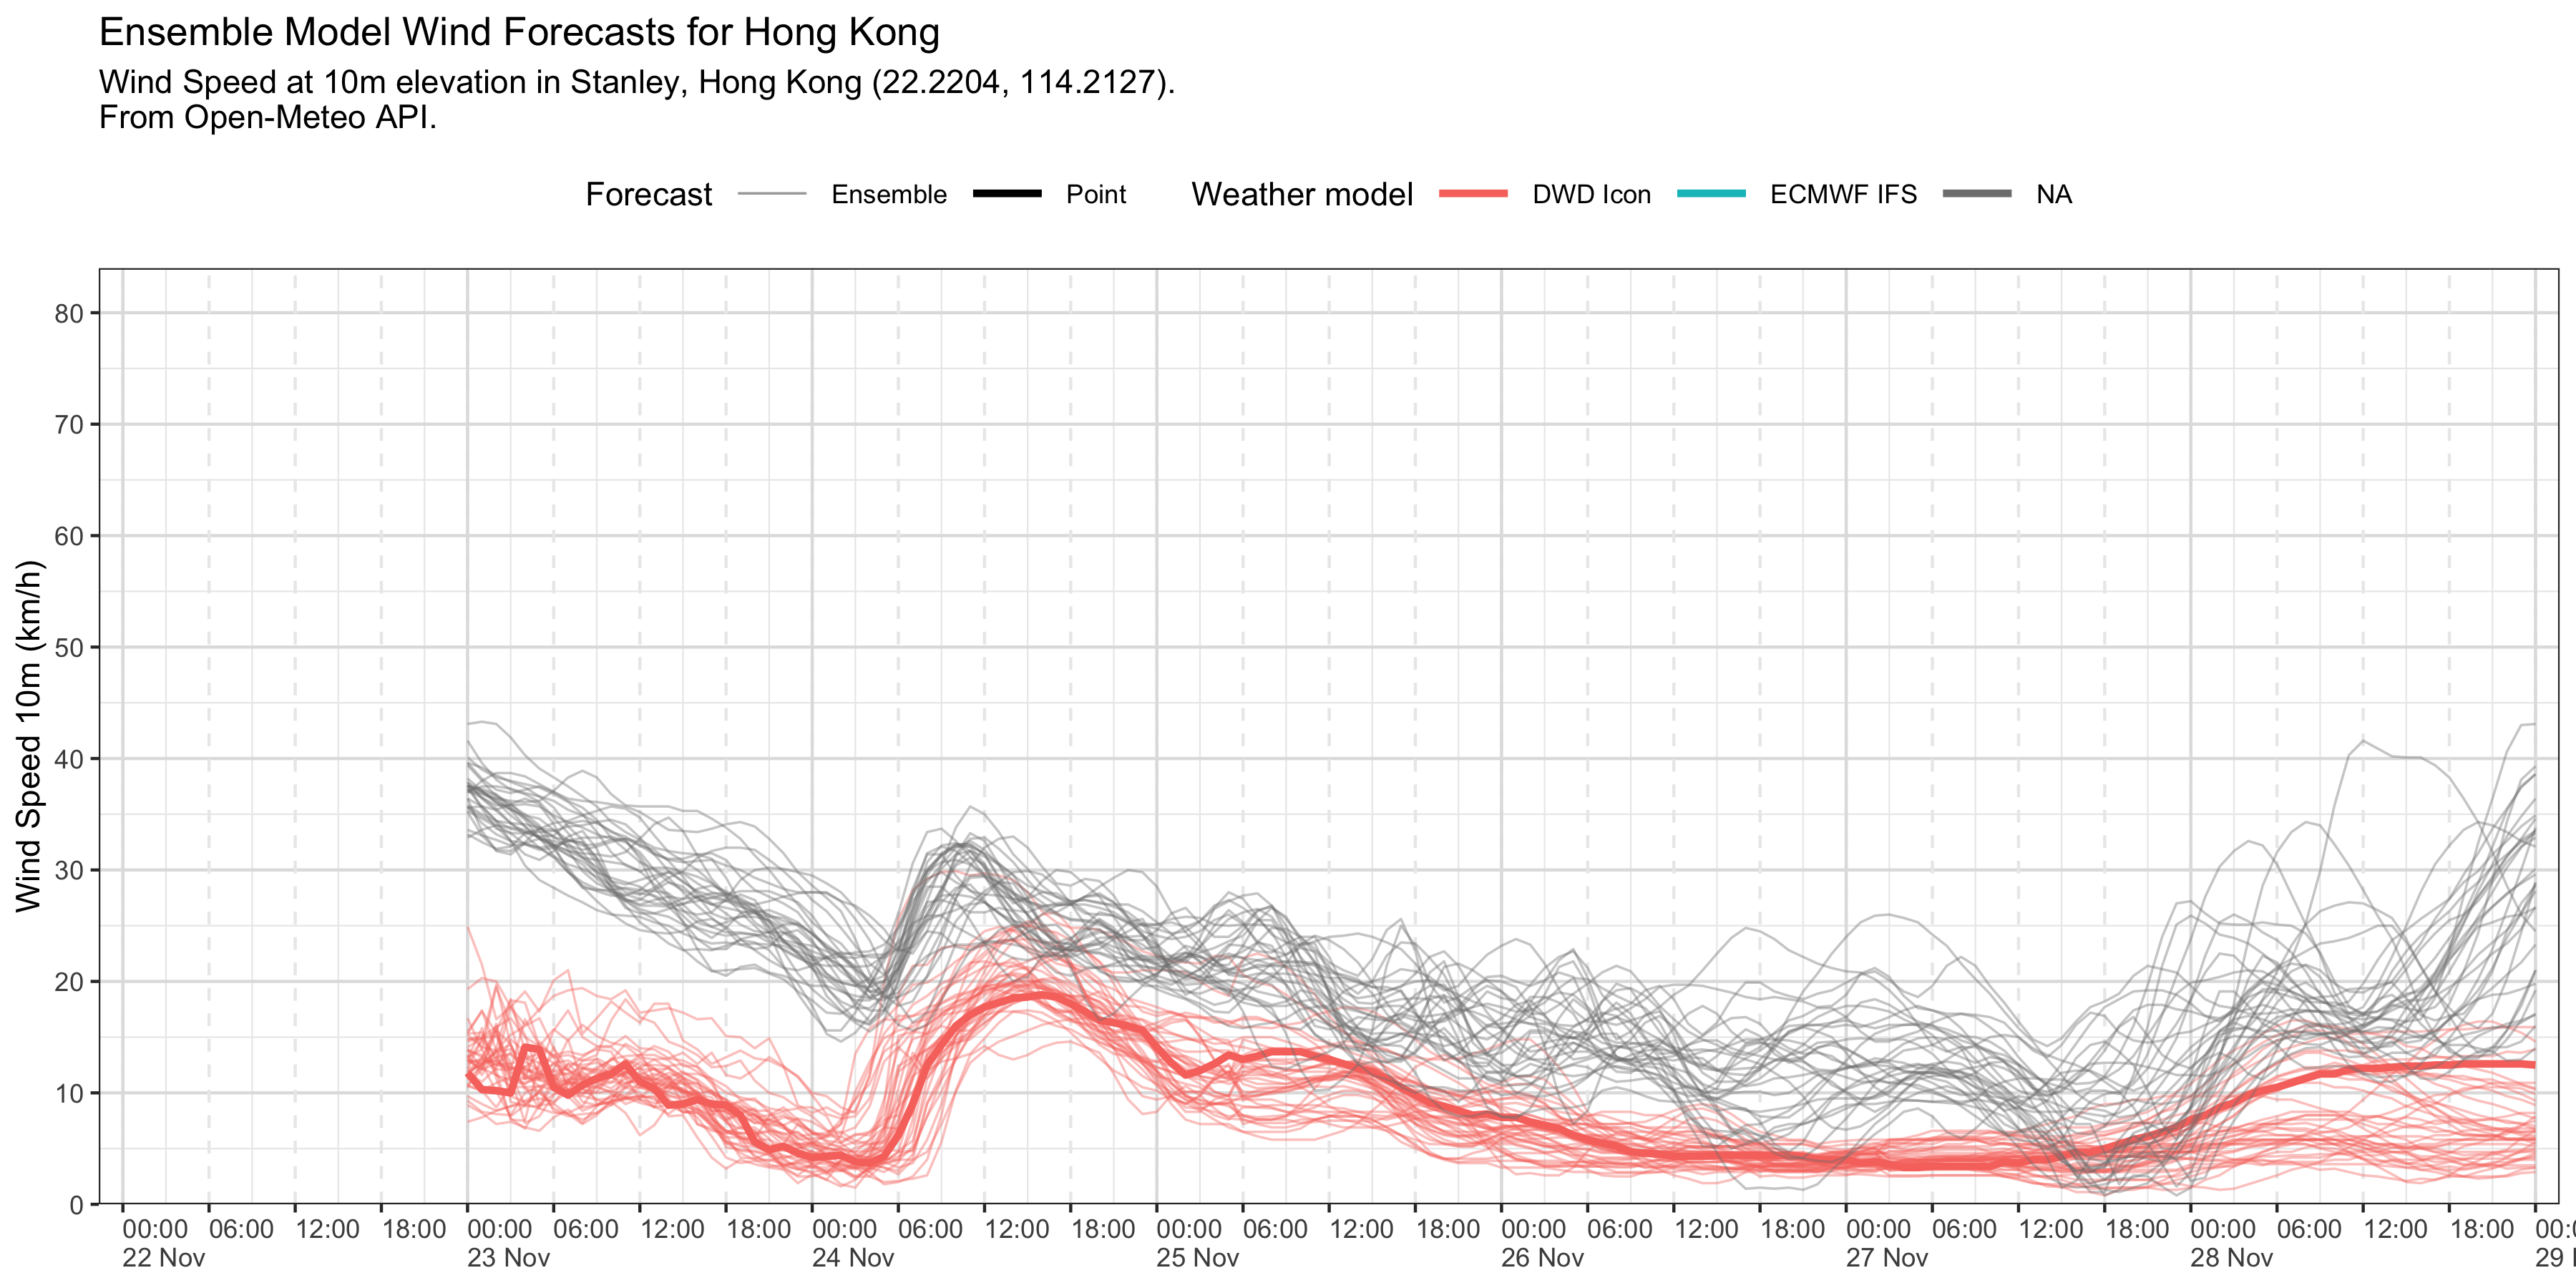 Ensemble Model Wind Forecasts for Hong Kong
Wind Speed at 10m elevation in Stanley, Hong Kong (22.2204, 114.2127).
From Open-Meteo API.
Forecast Ensemble Point Weather model DWD Icon ECMWF IFS NA
Wind Speed 10m (km/h)
80
70
60
50
40
30
20
10
0
00:00 06:00 12:00 18:00 00:00 06:00 12:00 18:00 00:00 06:00 12:00 18:00 00:00 06:00 12:00 18:00 00:00 06:00 12:00 18:00 00:00 06:00 12:00 18:00 00:00 06:00 12:00 18:00 00:
22 Nov 23 Nov 24 Nov 25 Nov 26 Nov 27 Nov 28 Nov 29